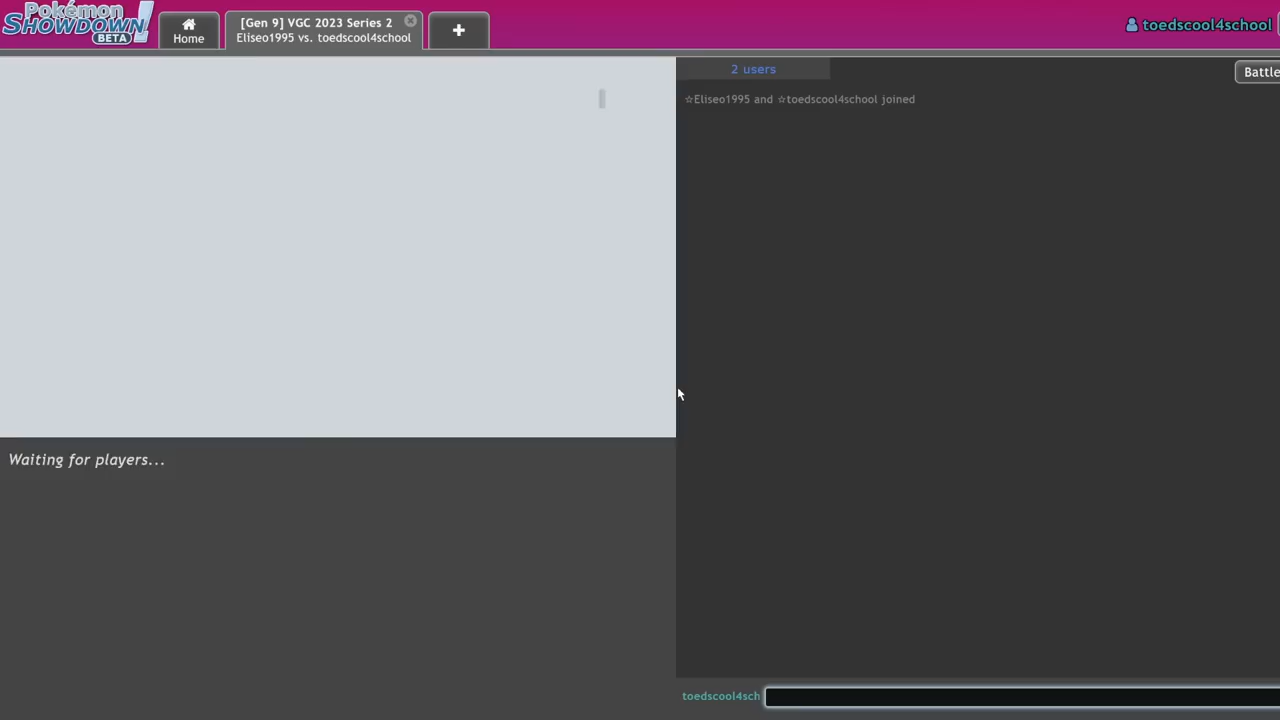 Pokémon
SHOWDOWN!
BETA
Home
[Gen 9] VGC 2023 Series 2
Eliseo1995 vs. toedscool4school
toedscool4school
2 users
Battle
☆Eliseo1995 and ☆toedscool4school joined
Waiting for players...
toedscool4sch